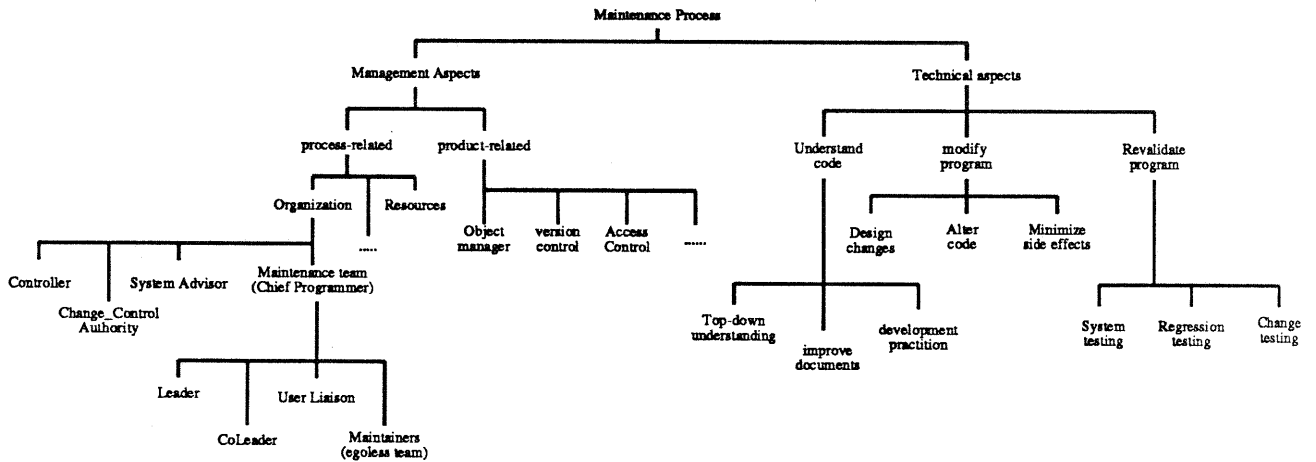 Maintenance Process
Management Aspects
Technical aspects
process-related
product-related
Understand
code
modify
program
Revalidate
program
Organization
.....
Resources
Object
manager
version
control
Access
Control
......
Design
changes
Alter
code
Minimize
side effects
Controller
Change_Control
Authority
System Advisor
Maintenance team
(Chief Programmer)
Top-down
understanding
improve
documents
development
practition
System
testing
Regression
testing
Change
testing
Leader
CoLeader
User Liaison
Maintainers
(egoless team)